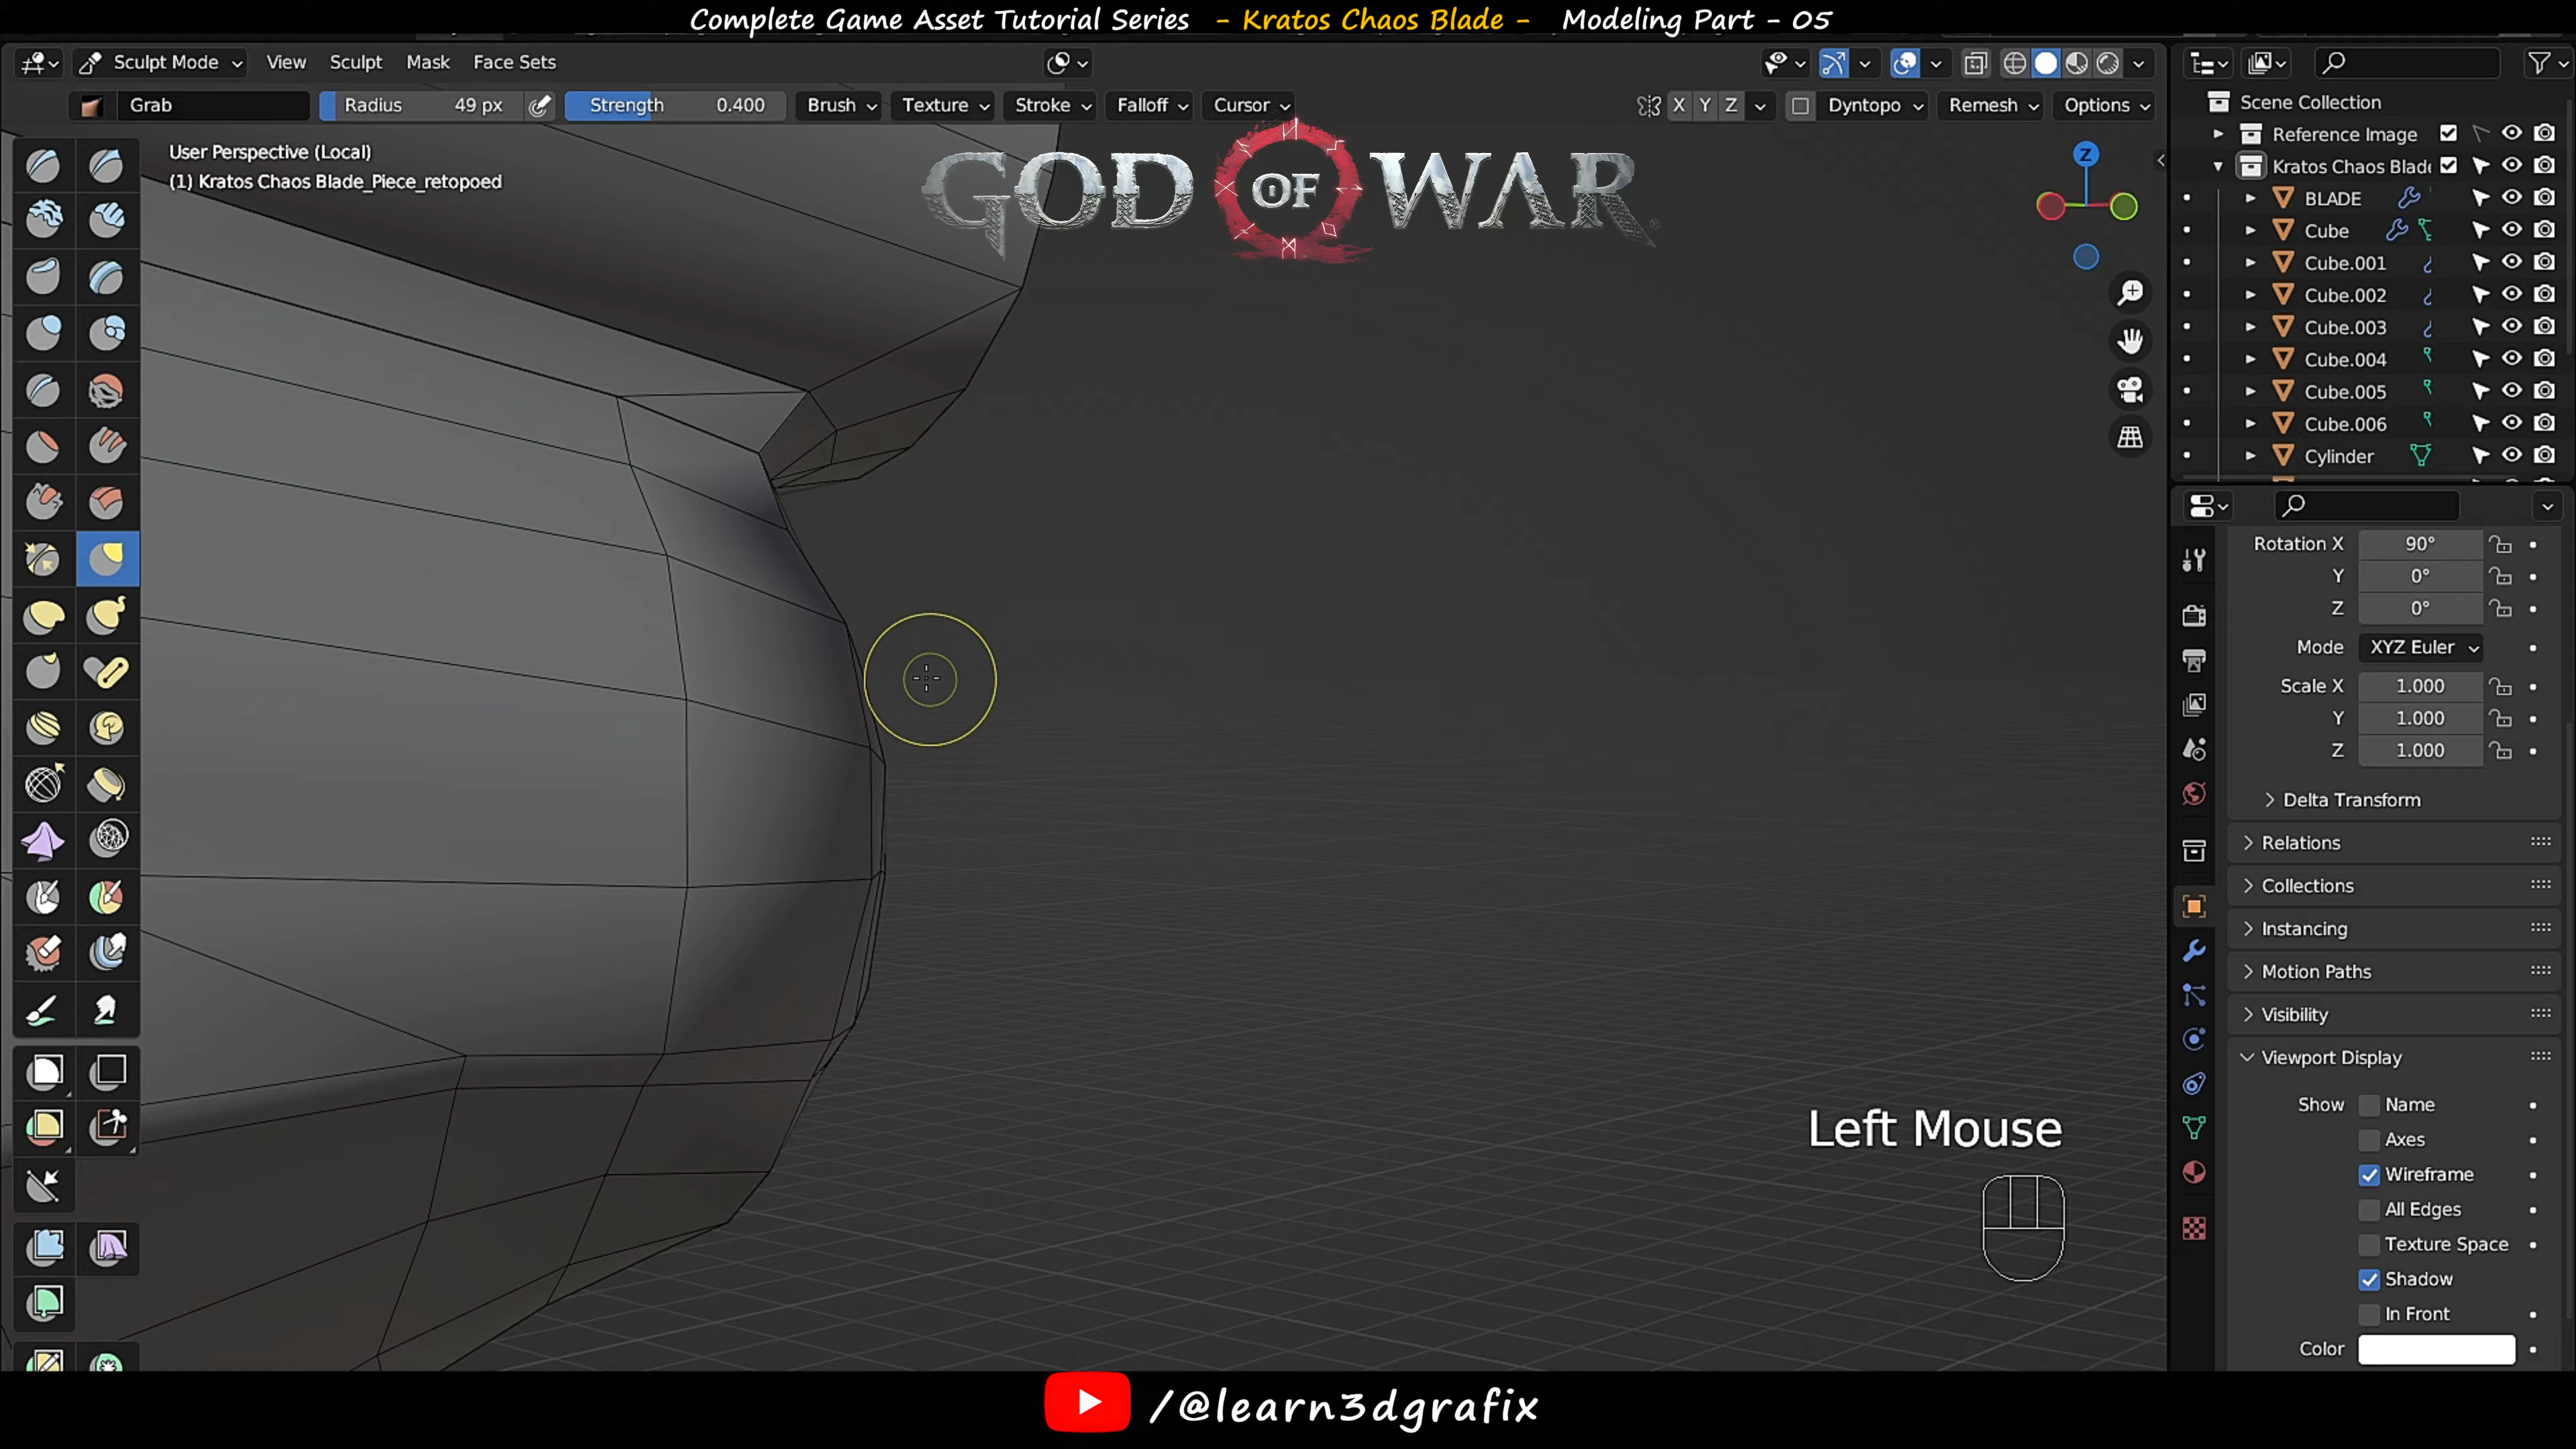 Complete Game Asset Tutorial Series - Kratos Chaos Blade - Modeling Part - 05
Sculpt Mode View Sculpt Mask Face Sets
Grab Radius 49 px Strength 0.400 Brush Texture Stroke Falloff Cursor X Y Z Dyntopo Remesh Options
User Perspective (Local)
(1) Kratos Chaos Blade_Piece_retopoed
GOD OF WAR
Z
Scene Collection
Reference Image
Kratos Chaos Blade
BLADE
Cube
Cube.001
Cube.002
Cube.003
Cube.004
Cube.005
Cube.006
Cylinder
Rotation X 90°
Y 0°
Z 0°
Mode XYZ Euler
Scale X 1.000
Y 1.000
Z 1.000
Delta Transform
Relations
Collections
Instancing
Motion Paths
Visibility
Viewport Display
Show Name
Axes
Wireframe
All Edges
Texture Space
Shadow
In Front
Color
Left Mouse
/@learn3dgrafix